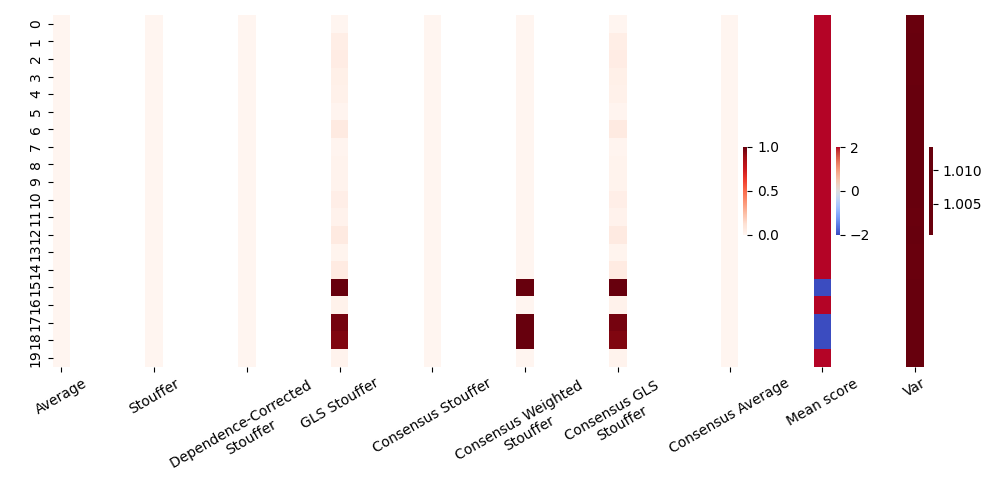 0
1
2
3
4
5
6
7
8
9
10
11
12
13
14
15
16
17
18
19
1.0
0.5
0.0
2
0
−2
1.010
1.005
Average
Stouffer
Dependence-Corrected
Stouffer
GLS Stouffer
Consensus Stouffer
Consensus Weighted
Stouffer
Consensus GLS
Stouffer
Consensus Average
Mean score
Var